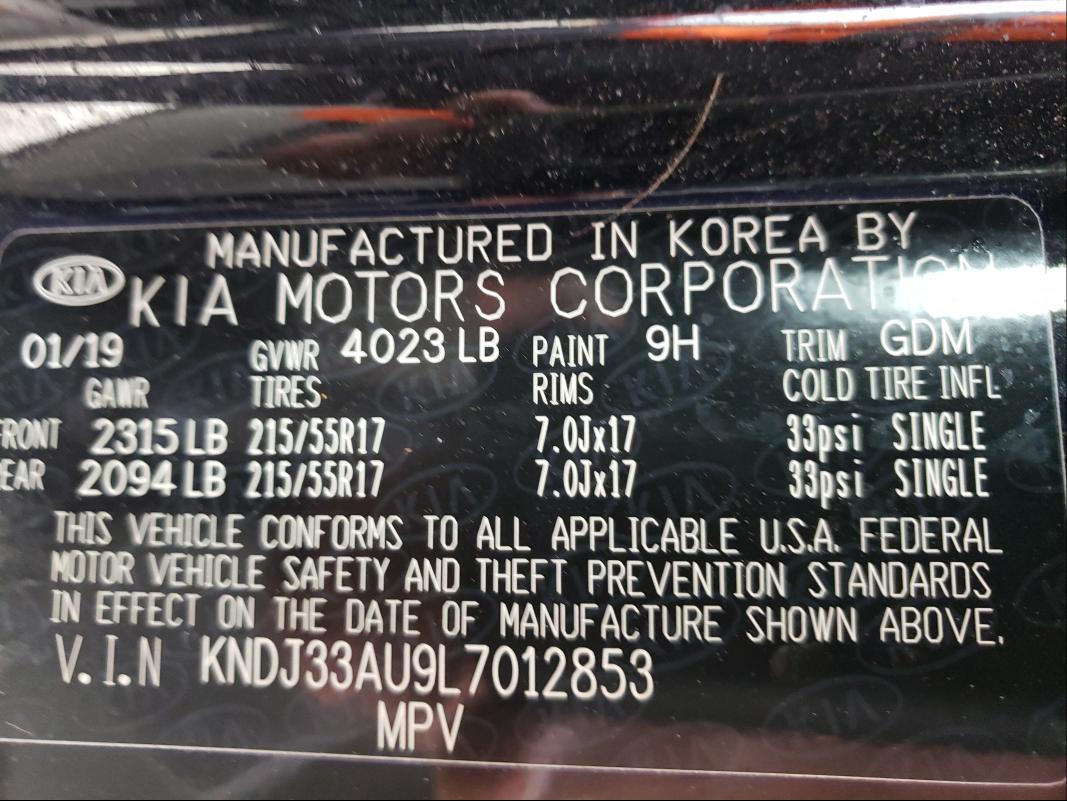 MANUFACTURED IN KOREA BY
KIA KIA MOTORS CORPORATION
01/19 GVWR 4023 LB PAINT 9H TRIM GDM
GAWR TIRES RIMS COLD TIRE INFL
FRONT 2315 LB 215/55R17 7.0Jx17 33psi SINGLE
REAR 2094 LB 215/55R17 7.0Jx17 33psi SINGLE
THIS VEHICLE CONFORMS TO ALL APPLICABLE U.S.A. FEDERAL
MOTOR VEHICLE SAFETY AND THEFT PREVENTION STANDARDS
IN EFFECT ON THE DATE OF MANUFACTURE SHOWN ABOVE.
V.I.N KNDJ33AU9L7012853
MPV